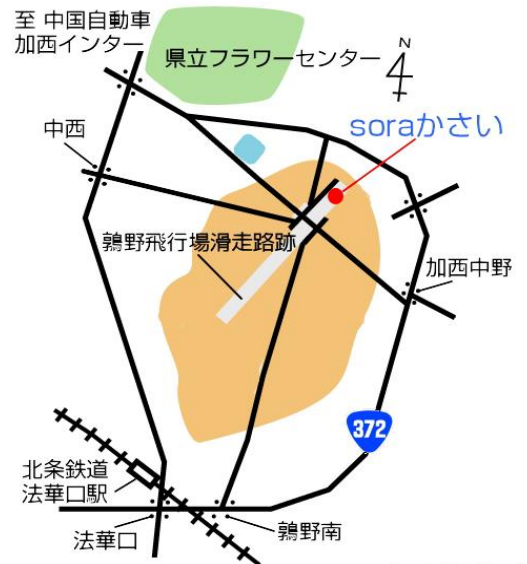 至 中国自動車
加西インター
県立フラワーセンター
N
soraかさい
中西
鶉野飛行場滑走路跡
加西中野
372
北条鉄道
法華口駅
法華口
鶉野南